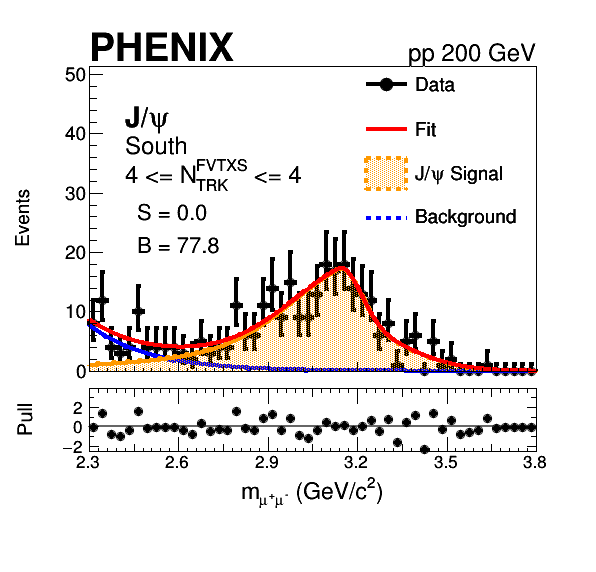 PHENIX
pp 200 GeV
J/ψ
South
4 <= N_TRK^FVTXS <= 4
S = 0.0
B = 77.8
Data
Fit
J/ψ Signal
Background
Events
50
40
30
20
10
0
Pull
2
0
−2
2.3 2.6 2.9 3.2 3.5 3.8
m_μ⁺μ⁻ (GeV/c²)